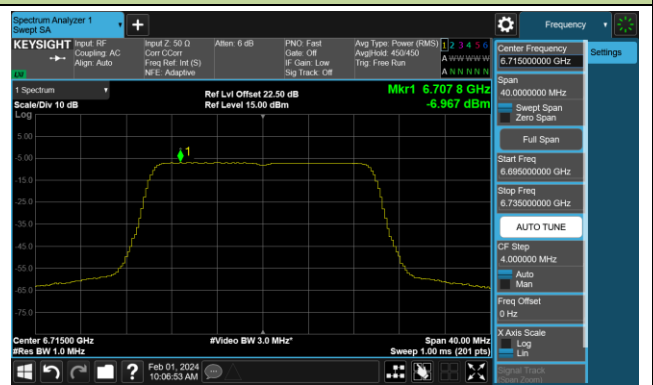 Spectrum Analyzer 1
Swept SA
+
Frequency
KEYSIGHT
Input: RF
Coupling: AC
Align: Auto
Input Z: 50 Ω
Corr CCorr
Freq Ref: Int (S)
NFE: Adaptive
Atten: 6 dB
PNO: Fast
Gate: Off
IF Gain: Low
Sig Track: Off
Avg Type: Power (RMS)
Avg|Hold: 450/450
Trig: Free Run
1 2 3 4 5 6
A WW WW W
A N N N N N
LXI
Center Frequency
6.715000000 GHz
Settings
Span
40.0000000 MHz
Swept Span
Zero Span
Full Span
Start Freq
6.695000000 GHz
Stop Freq
6.735000000 GHz
AUTO TUNE
CF Step
4.000000 MHz
Auto
Man
Freq Offset
0 Hz
X Axis Scale
Log
Lin
Signal Track
(Span Zoom)
1 Spectrum
Scale/Div 10 dB
Log
Ref Lvl Offset 22.50 dB
Ref Level 15.00 dBm
Mkr1 6.707 8 GHz
-6.967 dBm
1
5.00
-5.00
-15.0
-25.0
-35.0
-45.0
-55.0
-65.0
-75.0
Center 6.71500 GHz
#Res BW 1.0 MHz
#Video BW 3.0 MHz*
Span 40.00 MHz
Sweep 1.00 ms (201 pts)
?
Feb 01, 2024
10:06:53 AM